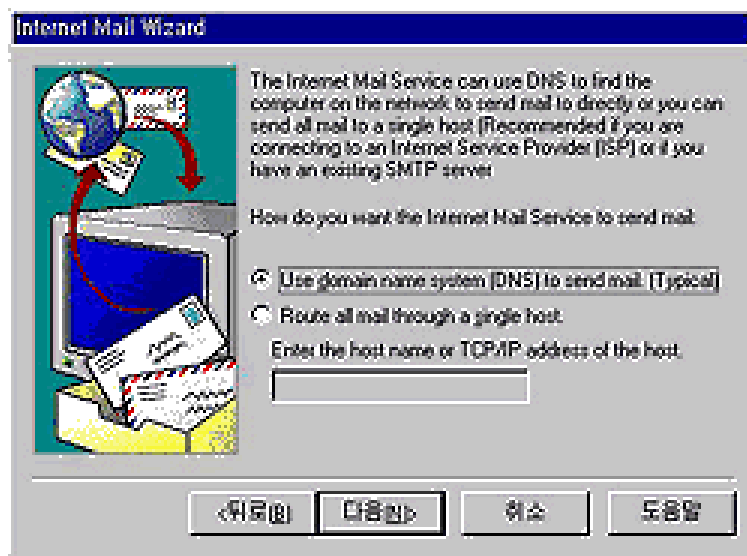 Internet Mail Wizard
The Internet Mail Service can use DNS to find the
computer on the network to send mail to directly or you can
send all mail to a single host (Recommended if you are
connecting to an Internet Service Provider (ISP) or if you
have an existing SMTP server
How do you want the Internet Mail Service to send mail:
Use domain name system (DNS) to send mail. (Typical)
Route all mail through a single host:
Enter the host name or TCP/IP address of the host.
<뒤로(B) 다음(N)> 취소 도움말